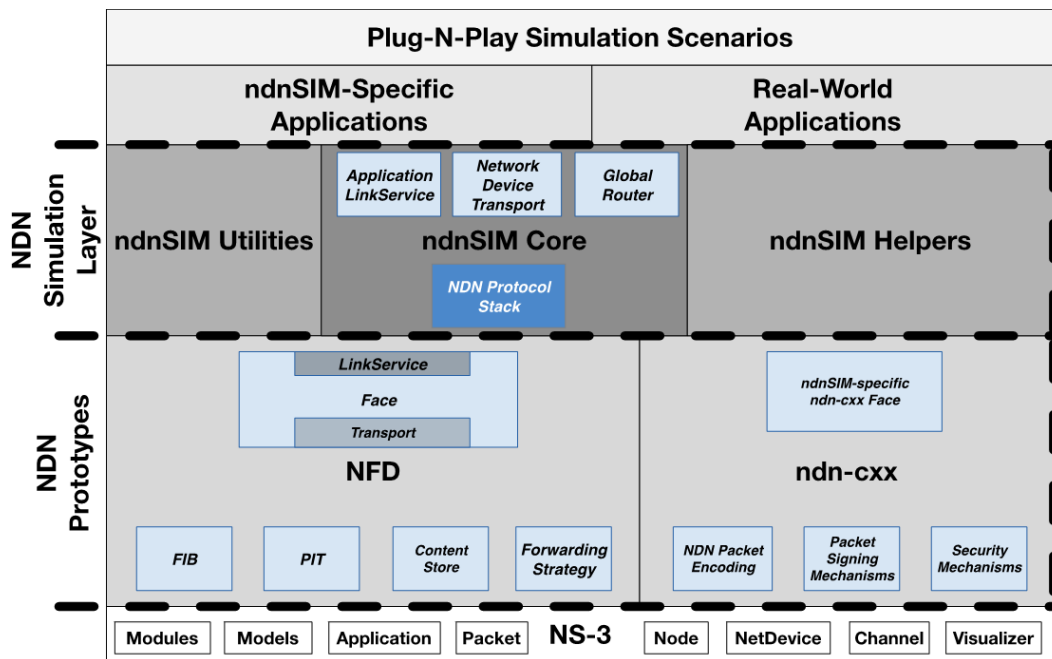 Plug-N-Play Simulation Scenarios
ndnSIM-Specific
Applications
Real-World
Applications
NDN
Simulation
Layer
ndnSIM Utilities
Application
LinkService
Network
Device
Transport
Global
Router
ndnSIM Core
NDN Protocol
Stack
ndnSIM Helpers
NDN
Prototypes
LinkService
Face
Transport
NFD
FIB
PIT
Content
Store
Forwarding
Strategy
ndnSIM-specific
ndn-cxx Face
ndn-cxx
NDN Packet
Encoding
Packet
Signing
Mechanisms
Security
Mechanisms
Modules
Models
Application
Packet
NS-3
Node
NetDevice
Channel
Visualizer